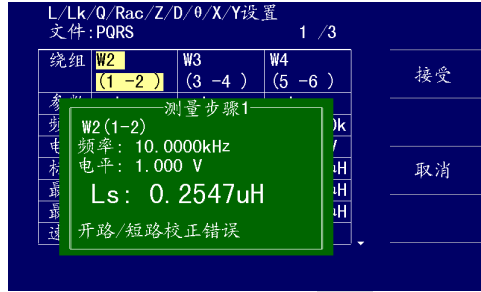 L/Lk/Q/Rac/Z/D/θ/X/Y设置
文件:PQRS 1 /3
绕组 W2 W3 W4
(1 -2 ) (3 -4 ) (5 -6 )
接受
测量步骤1
W2(1-2)
频率: 10.0000kHz
电平: 1.000 V
取消
Ls: 0.2547uH
开路/短路校正错误